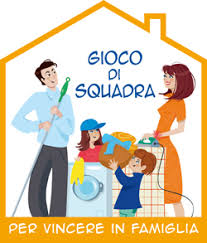 GIOCO
DI
SQUADRA
PER VINCERE IN FAMIGLIA